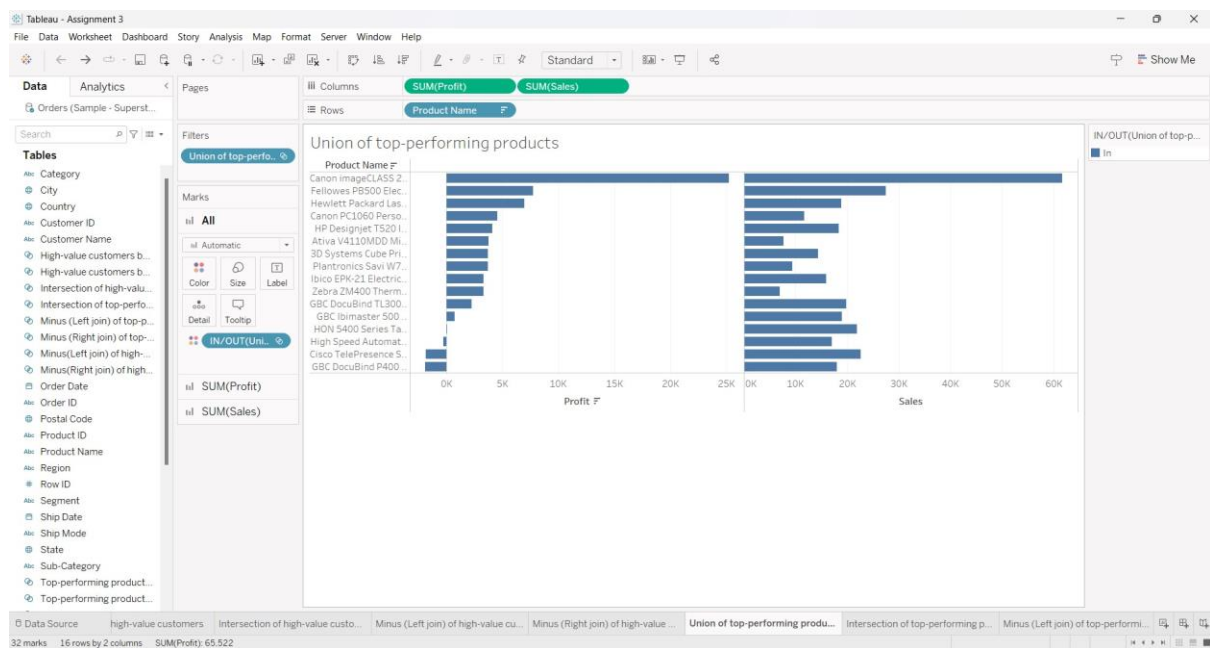 Tableau - Assignment 3
File Data Worksheet Dashboard Story Analysis Map Format Server Window Help
Standard
Show Me
Data Analytics
Orders (Sample - Superst...
Search
Tables
Abc Category
City
Country
Abc Customer ID
Abc Customer Name
High-value customers b...
High-value customers b...
Intersection of high-valu...
Intersection of top-perfo...
Minus (Left join) of top-p...
Minus (Right join) of top-...
Minus(Left join) of high-...
Minus(Right join) of high...
Order Date
Abc Order ID
Postal Code
Abc Product ID
Abc Product Name
Abc Region
# Row ID
Abc Segment
Ship Date
Abc Ship Mode
State
Abc Sub-Category
Top-performing product...
Top-performing product...
Pages
Filters
Union of top-perfo..
Marks
All
Automatic
Color Size Label
Detail Tooltip
IN/OUT(Uni..
SUM(Profit)
SUM(Sales)
Columns SUM(Profit) SUM(Sales)
Rows Product Name
Union of top-performing products
Product Name
Canon imageCLASS 2..
Fellowes PB500 Elec..
Hewlett Packard Las..
Canon PC1060 Perso..
HP Designjet T520 I..
Ativa V4110MDD Mi..
3D Systems Cube Pri..
Plantronics Savi W7..
Ibico EPK-21 Electric..
Zebra ZM400 Therm..
GBC DocuBind TL300..
GBC Ibimaster 500 ..
HON 5400 Series Ta..
High Speed Automat..
Cisco TelePresence S..
GBC DocuBind P400 ..
0K 5K 10K 15K 20K 25K 0K 10K 20K 30K 40K 50K 60K
Profit Sales
IN/OUT(Union of top-p...
In
Data Source high-value customers Intersection of high-value custo... Minus (Left join) of high-value cu... Minus (Right join) of high-value ... Union of top-performing produ... Intersection of top-performing p... Minus (Left join) of top-performi...
32 marks 16 rows by 2 columns SUM(Profit): 65.522